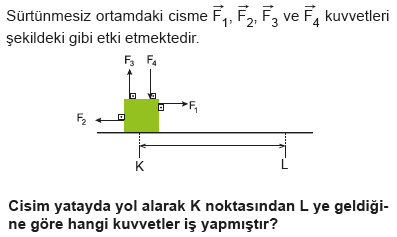 Sürtünmesiz ortamdaki cisme F₁, F₂, F₃ ve F₄ kuvvetleri
şekildeki gibi etki etmektedir.
F₃ F₄
F₁
F₂
K L
Cisim yatayda yol alarak K noktasından L ye geldiği-
ne göre hangi kuvvetler iş yapmıştır?